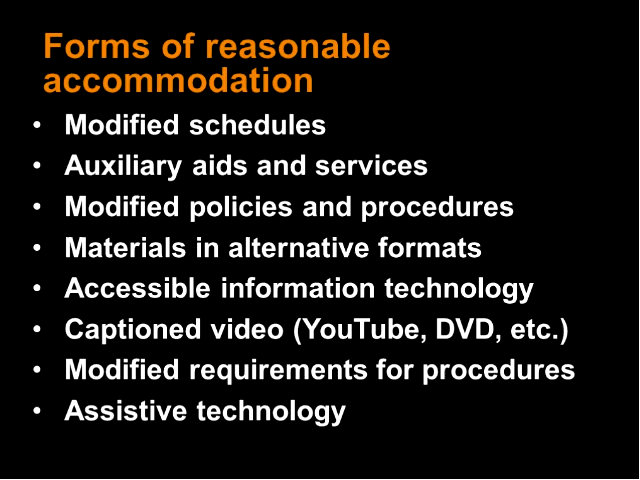 Forms of reasonable
accommodation
• Modified schedules
• Auxiliary aids and services
• Modified policies and procedures
• Materials in alternative formats
• Accessible information technology
• Captioned video (YouTube, DVD, etc.)
• Modified requirements for procedures
• Assistive technology